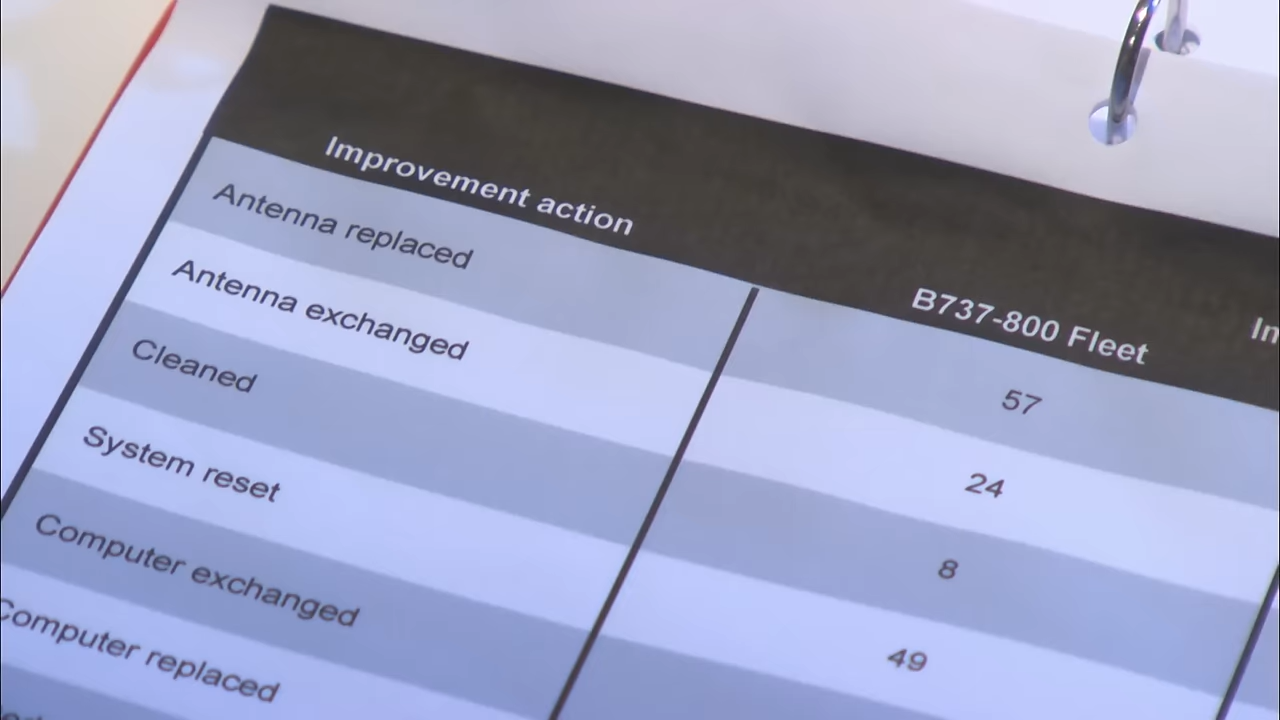 Improvement action
B737-800 Fleet
Antenna replaced
57
Antenna exchanged
24
Cleaned
8
System reset
49
Computer exchanged
Computer replaced